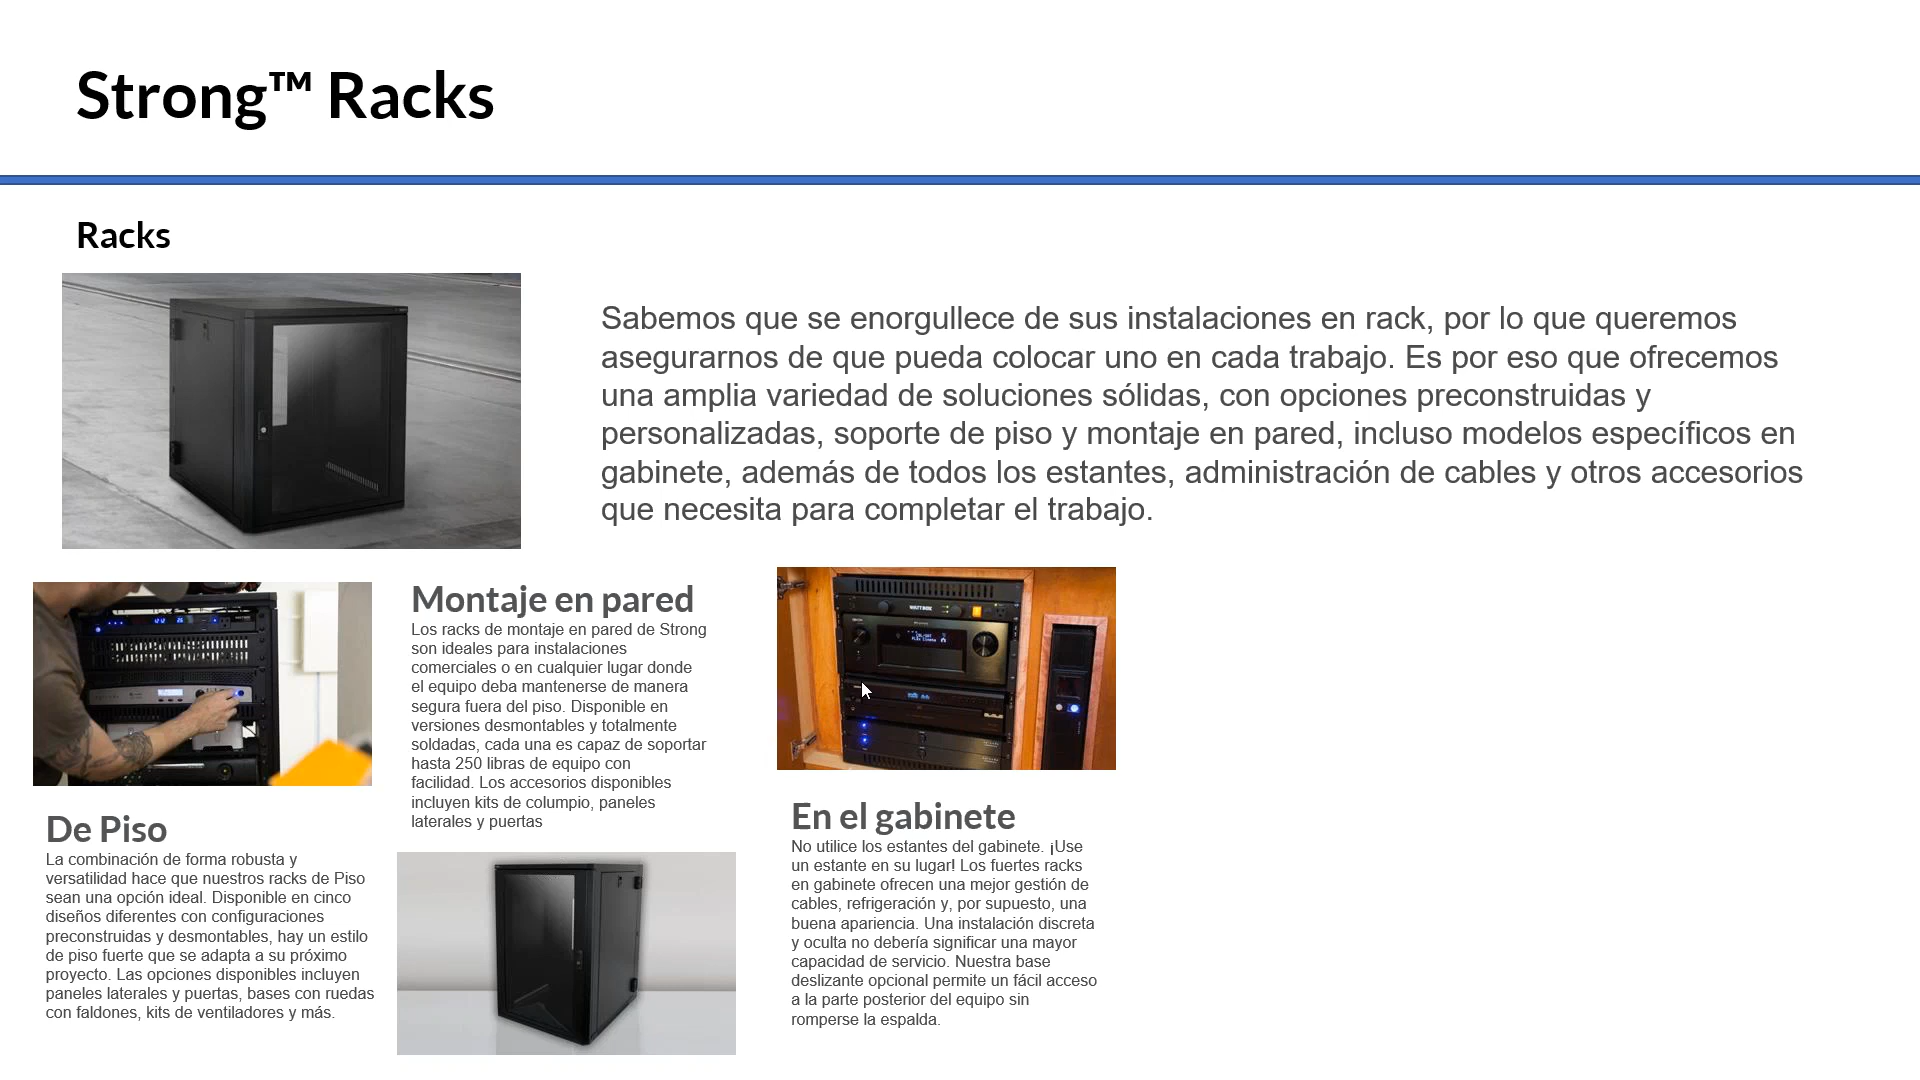 Strong™ Racks
Racks
Sabemos que se enorgullece de sus instalaciones en rack, por lo que queremos
asegurarnos de que pueda colocar uno en cada trabajo. Es por eso que ofrecemos
una amplia variedad de soluciones sólidas, con opciones preconstruidas y
personalizadas, soporte de piso y montaje en pared, incluso modelos específicos en
gabinete, además de todos los estantes, administración de cables y otros accesorios
que necesita para completar el trabajo.
De Piso
La combinación de forma robusta y
versatilidad hace que nuestros racks de Piso
sean una opción ideal. Disponible en cinco
diseños diferentes con configuraciones
preconstruidas y desmontables, hay un estilo
de piso fuerte que se adapta a su próximo
proyecto. Las opciones disponibles incluyen
paneles laterales y puertas, bases con ruedas
con faldones, kits de ventiladores y más.
Montaje en pared
Los racks de montaje en pared de Strong
son ideales para instalaciones
comerciales o en cualquier lugar donde
el equipo deba mantenerse de manera
segura fuera del piso. Disponible en
versiones desmontables y totalmente
soldadas, cada una es capaz de soportar
hasta 250 libras de equipo con
facilidad. Los accesorios disponibles
incluyen kits de columpio, paneles
laterales y puertas
WATTBOX
En el gabinete
No utilice los estantes del gabinete. ¡Use
un estante en su lugar! Los fuertes racks
en gabinete ofrecen una mejor gestión de
cables, refrigeración y, por supuesto, una
buena apariencia. Una instalación discreta
y oculta no debería significar una mayor
capacidad de servicio. Nuestra base
deslizante opcional permite un fácil acceso
a la parte posterior del equipo sin
romperse la espalda.